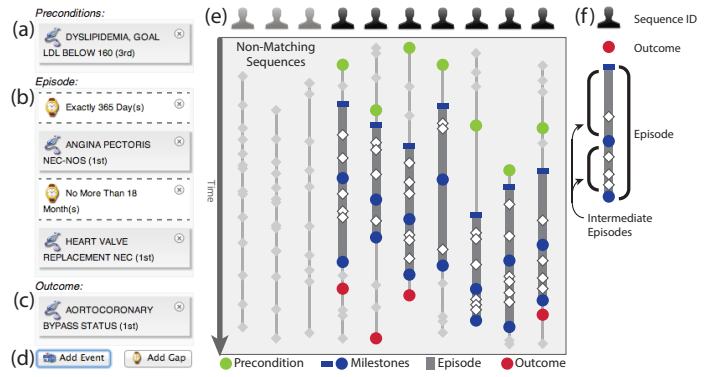 Preconditions:
(a)
DYSLIPIDEMIA, GOAL
LDL BELOW 160 (3rd)
Episode:
(b)
Exactly 365 Day(s)
ANGINA PECTORIS
NEC-NOS (1st)
No More Than 18
Month(s)
HEART VALVE
REPLACEMENT NEC (1st)
Outcome:
(c)
AORTOCORONARY
BYPASS STATUS (1st)
(d)
Add Event
Add Gap
(e)
Non-Matching
Sequences
Time
Precondition
Milestones
Episode
Outcome
(f)
Sequence ID
Outcome
Episode
Intermediate
Episodes